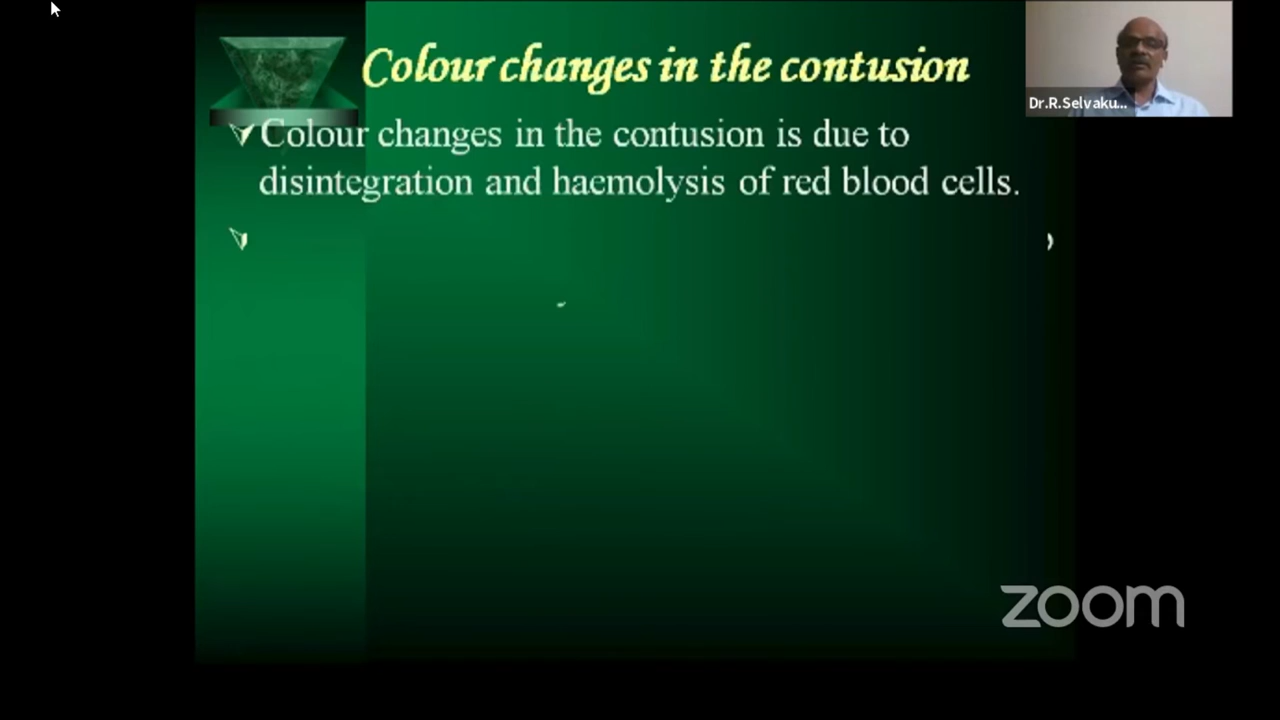 Colour changes in the contusion
Colour changes in the contusion is due to
disintegration and haemolysis of red blood cells.
Dr.R.Selvaku...
zoom